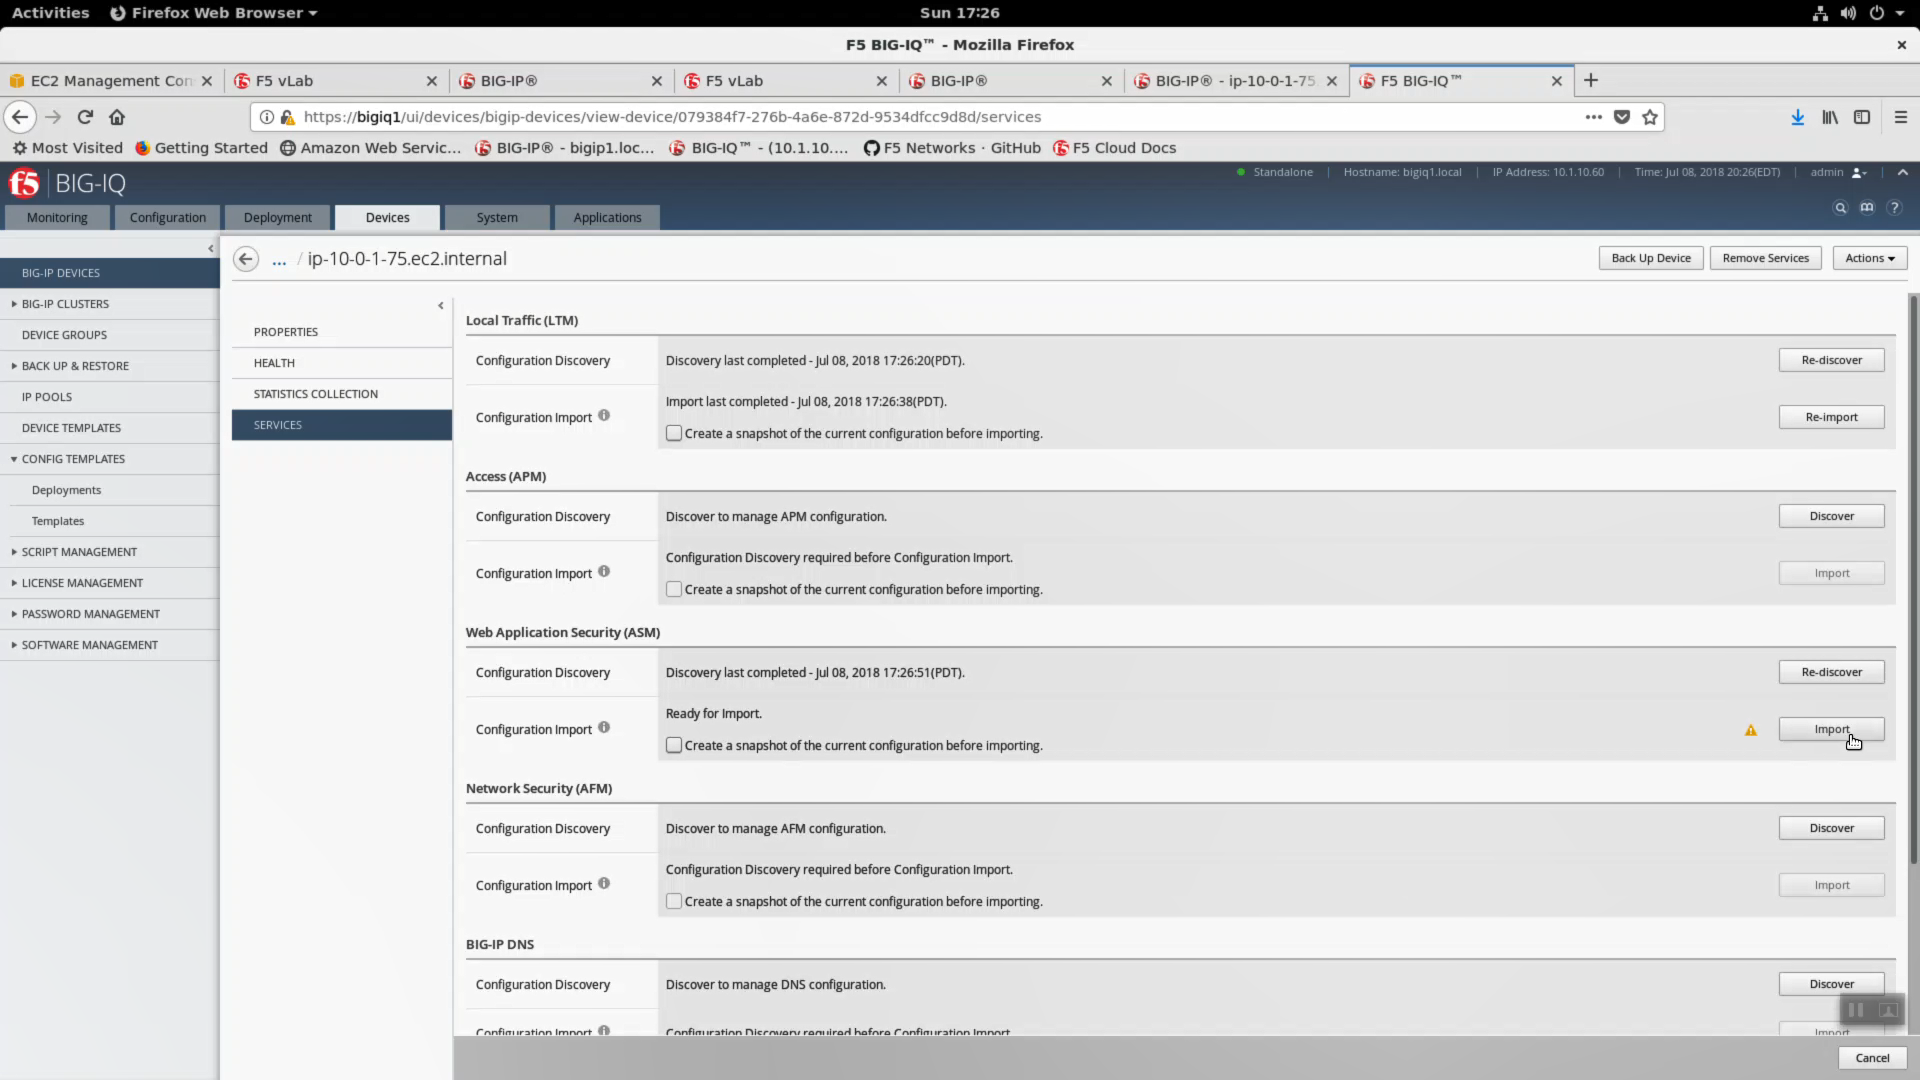 Activities Firefox Web Browser Sun 17:26
F5 BIG-IQ™ - Mozilla Firefox
EC2 Management Con F5 vLab BIG-IP® F5 vLab BIG-IP® BIG-IP® - ip-10-0-1-75 F5 BIG-IQ™
https://bigiq1/ui/devices/bigip-devices/view-device/079384f7-276b-4a6e-872d-9534dfcc9d8d/services
Most Visited Getting Started Amazon Web Servic... BIG-IP® - bigip1.loc... BIG-IQ™ - (10.1.10.... F5 Networks · GitHub F5 Cloud Docs
f5 BIG-IQ Standalone Hostname: bigiq1.local IP Address: 10.1.10.60 Time: Jul 08, 2018 20:26(EDT) admin
Monitoring Configuration Deployment Devices System Applications
... / ip-10-0-1-75.ec2.internal Back Up Device Remove Services Actions
BIG-IP DEVICES
BIG-IP CLUSTERS
DEVICE GROUPS
BACK UP & RESTORE
IP POOLS
DEVICE TEMPLATES
CONFIG TEMPLATES
Deployments
Templates
SCRIPT MANAGEMENT
LICENSE MANAGEMENT
PASSWORD MANAGEMENT
SOFTWARE MANAGEMENT
PROPERTIES
HEALTH
STATISTICS COLLECTION
SERVICES
Local Traffic (LTM)
Configuration Discovery Discovery last completed - Jul 08, 2018 17:26:20(PDT). Re-discover
Import last completed - Jul 08, 2018 17:26:38(PDT).
Configuration Import Re-import
Create a snapshot of the current configuration before importing.
Access (APM)
Configuration Discovery Discover to manage APM configuration. Discover
Configuration Discovery required before Configuration Import.
Configuration Import Import
Create a snapshot of the current configuration before importing.
Web Application Security (ASM)
Configuration Discovery Discovery last completed - Jul 08, 2018 17:26:51(PDT). Re-discover
Ready for Import.
Configuration Import Import
Create a snapshot of the current configuration before importing.
Network Security (AFM)
Configuration Discovery Discover to manage AFM configuration. Discover
Configuration Discovery required before Configuration Import.
Configuration Import Import
Create a snapshot of the current configuration before importing.
BIG-IP DNS
Configuration Discovery Discover to manage DNS configuration. Discover
Configuration Import Configuration Discovery required before Configuration Import. Import
Cancel